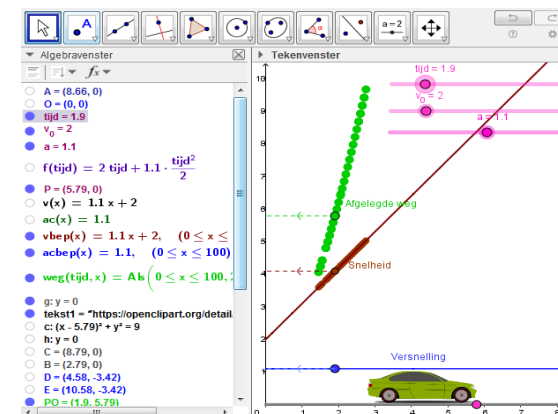 a=2
Algebravenster
Tekenvenster
fx
A = (8.66, 0)
O = (0, 0)
tijd = 1.9
v₀ = 2
a = 1.1
f(tijd) = 2 tijd + 1.1 · tijd²/2
P = (5.79, 0)
v(x) = 1.1 x + 2
ac(x) = 1.1
vbep(x) = 1.1 x + 2, (0 ≤ x ≤
acbep(x) = 1.1, (0 ≤ x ≤ 100)
weg(tijd, x) = Als(0 ≤ x ≤ 100, 2
g: y = 0
tekst1 = "https://openclipart.org/detail
c: (x - 5.79)² + y² = 9
h: y = 0
C = (8.79, 0)
B = (2.79, 0)
D = (4.58, -3.42)
E = (10.58, -3.42)
PO = (1.9, 5.79)
tijd = 1.9
v₀ = 2
a = 1.1
Afgelegde weg
Snelheid
Versnelling
10
9
8
7
6
5
4
3
2
1
0
1
2
3
4
5
6
7
8